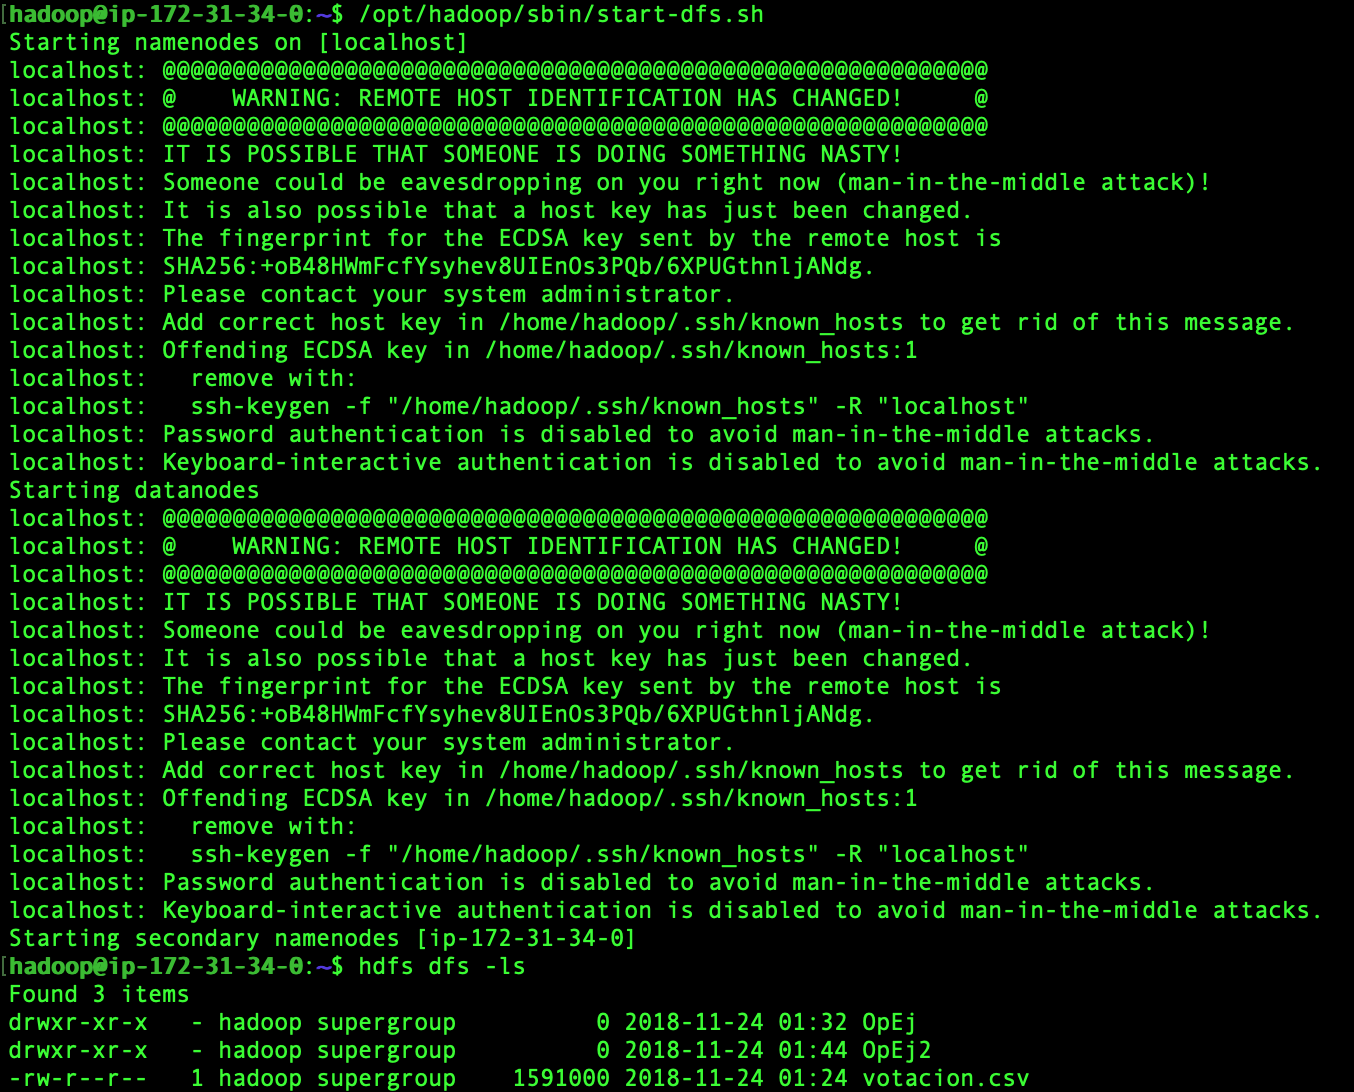 [hadoop@ip-172-31-34-0:~$ /opt/hadoop/sbin/start-dfs.sh
Starting namenodes on [localhost]
localhost: @@@@@@@@@@@@@@@@@@@@@@@@@@@@@@@@@@@@@@@@@@@@@@@@@@@@@@@@@@@
localhost: @    WARNING: REMOTE HOST IDENTIFICATION HAS CHANGED!     @
localhost: @@@@@@@@@@@@@@@@@@@@@@@@@@@@@@@@@@@@@@@@@@@@@@@@@@@@@@@@@@@
localhost: IT IS POSSIBLE THAT SOMEONE IS DOING SOMETHING NASTY!
localhost: Someone could be eavesdropping on you right now (man-in-the-middle attack)!
localhost: It is also possible that a host key has just been changed.
localhost: The fingerprint for the ECDSA key sent by the remote host is
localhost: SHA256:+oB48HWmFcfYsyhev8UIEnOs3PQb/6XPUGthnljANdg.
localhost: Please contact your system administrator.
localhost: Add correct host key in /home/hadoop/.ssh/known_hosts to get rid of this message.
localhost: Offending ECDSA key in /home/hadoop/.ssh/known_hosts:1
localhost:   remove with:
localhost:   ssh-keygen -f "/home/hadoop/.ssh/known_hosts" -R "localhost"
localhost: Password authentication is disabled to avoid man-in-the-middle attacks.
localhost: Keyboard-interactive authentication is disabled to avoid man-in-the-middle attacks.
Starting datanodes
localhost: @@@@@@@@@@@@@@@@@@@@@@@@@@@@@@@@@@@@@@@@@@@@@@@@@@@@@@@@@@@
localhost: @    WARNING: REMOTE HOST IDENTIFICATION HAS CHANGED!     @
localhost: @@@@@@@@@@@@@@@@@@@@@@@@@@@@@@@@@@@@@@@@@@@@@@@@@@@@@@@@@@@
localhost: IT IS POSSIBLE THAT SOMEONE IS DOING SOMETHING NASTY!
localhost: Someone could be eavesdropping on you right now (man-in-the-middle attack)!
localhost: It is also possible that a host key has just been changed.
localhost: The fingerprint for the ECDSA key sent by the remote host is
localhost: SHA256:+oB48HWmFcfYsyhev8UIEnOs3PQb/6XPUGthnljANdg.
localhost: Please contact your system administrator.
localhost: Add correct host key in /home/hadoop/.ssh/known_hosts to get rid of this message.
localhost: Offending ECDSA key in /home/hadoop/.ssh/known_hosts:1
localhost:   remove with:
localhost:   ssh-keygen -f "/home/hadoop/.ssh/known_hosts" -R "localhost"
localhost: Password authentication is disabled to avoid man-in-the-middle attacks.
localhost: Keyboard-interactive authentication is disabled to avoid man-in-the-middle attacks.
Starting secondary namenodes [ip-172-31-34-0]
[hadoop@ip-172-31-34-0:~$ hdfs dfs -ls
Found 3 items
drwxr-xr-x   - hadoop supergroup          0 2018-11-24 01:32 OpEj
drwxr-xr-x   - hadoop supergroup          0 2018-11-24 01:44 OpEj2
-rw-r--r--   1 hadoop supergroup    1591000 2018-11-24 01:24 votacion.csv